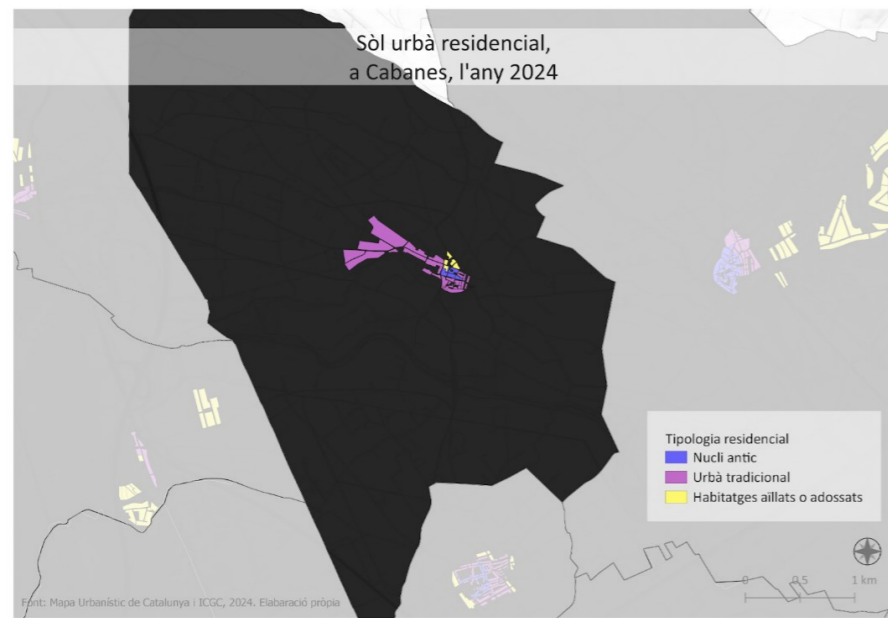 Sòl urbà residencial,
a Cabanes, l'any 2024
Tipologia residencial
Nucli antic
Urbà tradicional
Habitatges aïllats o adossats
0 0,5 1 km
Font: Mapa Urbanístic de Catalunya i ICGC, 2024. Elaboració pròpia